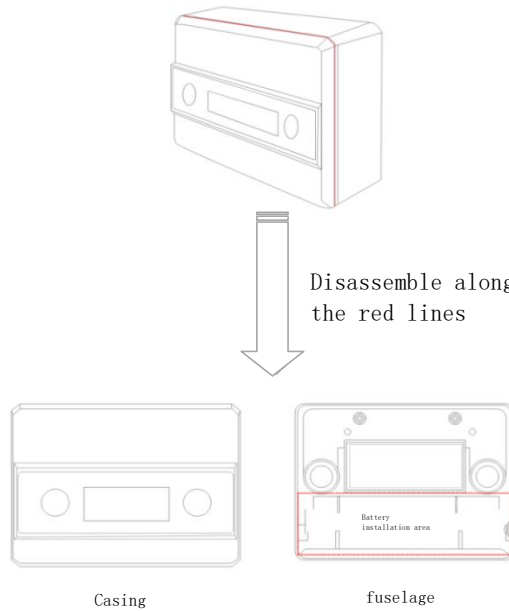 Disassemble along
the red lines
Battery
installation area
Casing
fuselage